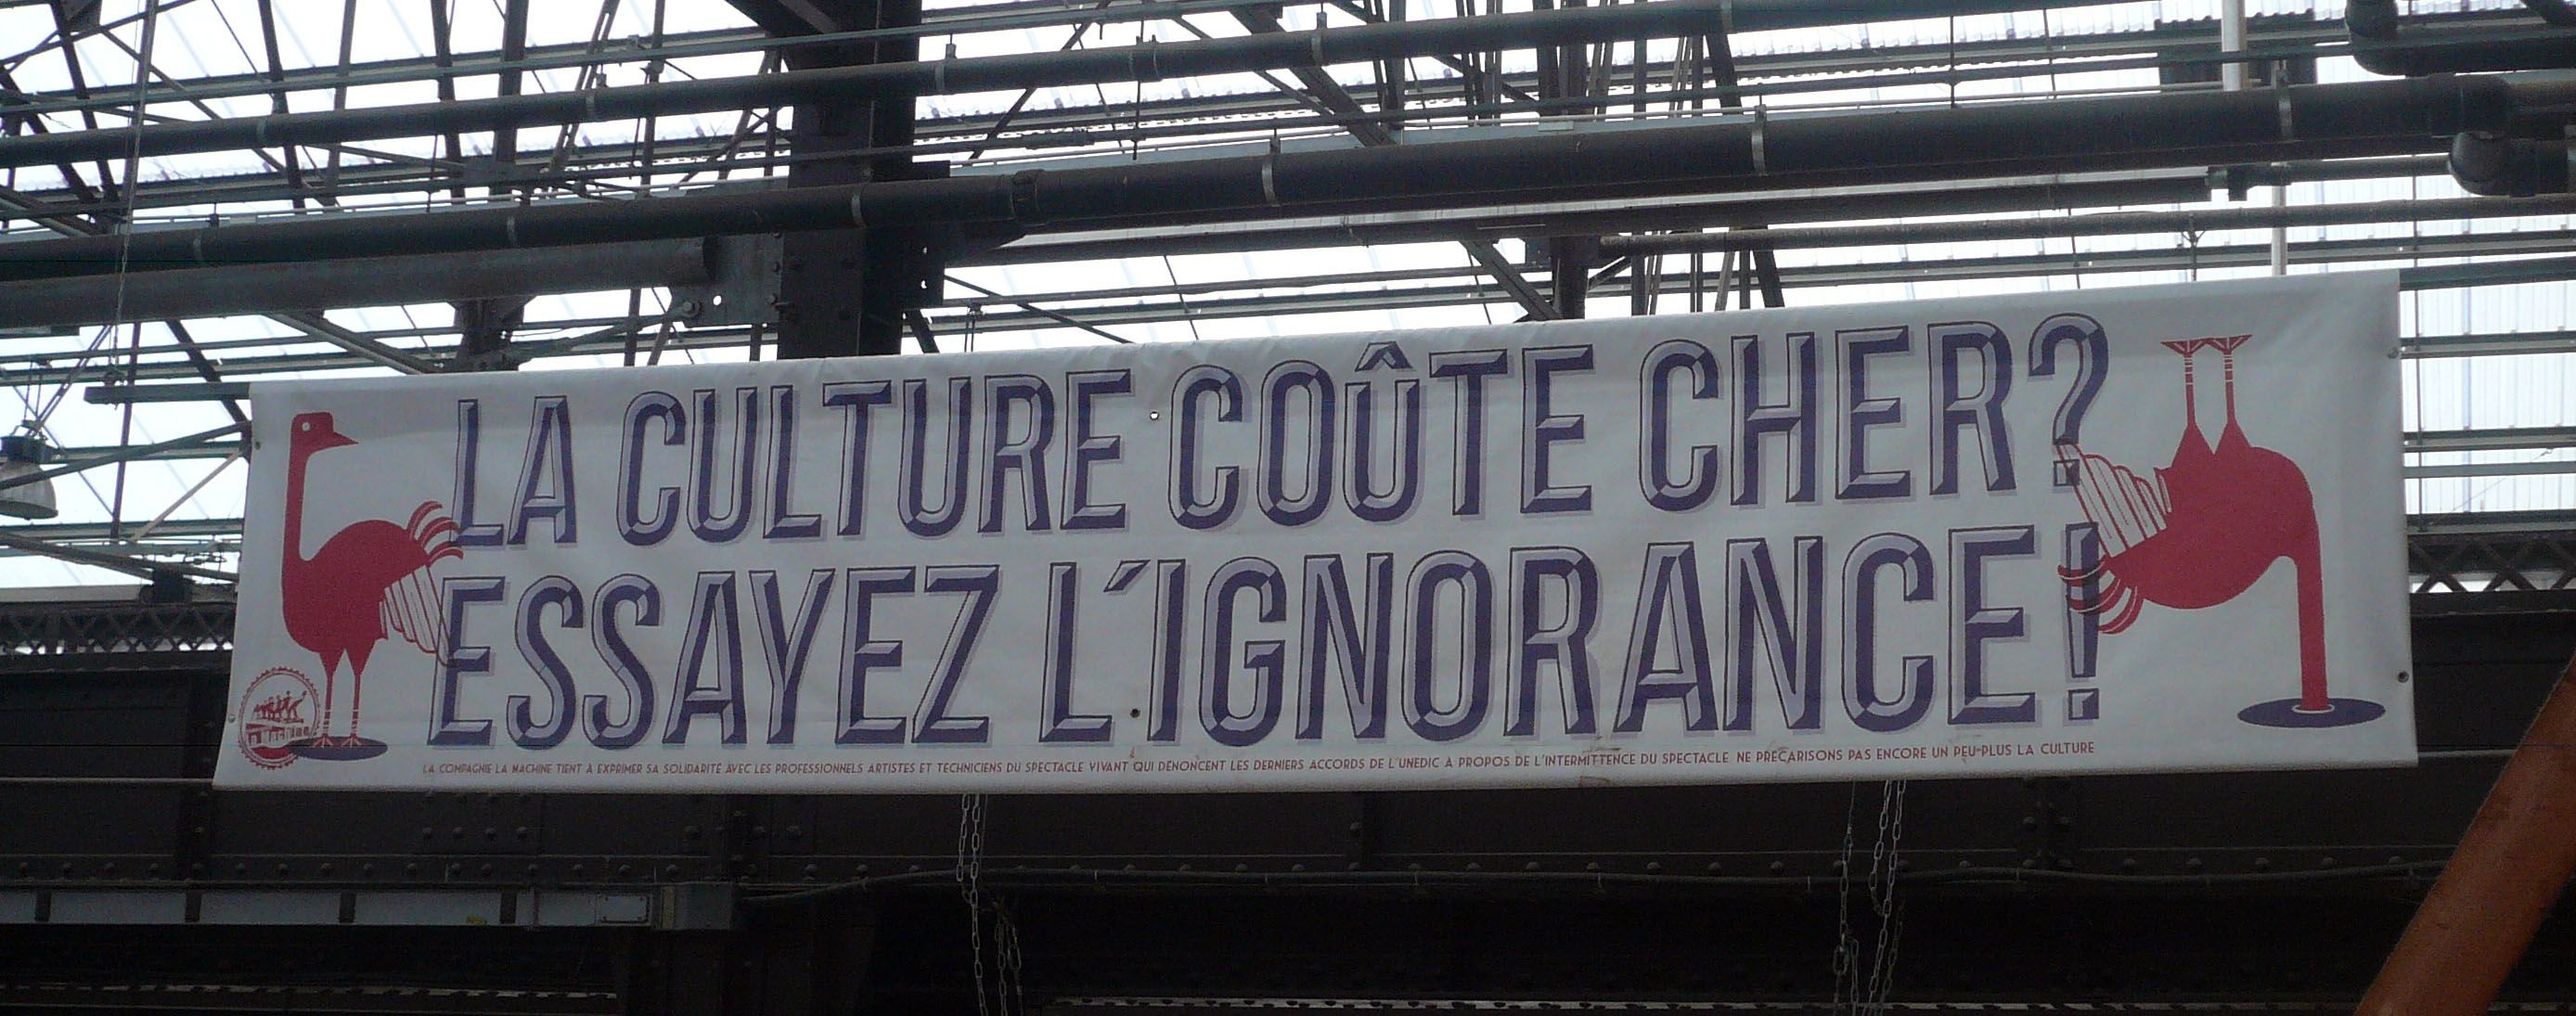 LA CULTURE COÛTE CHER?
ESSAYEZ L'IGNORANCE!
LA COMPAGNIE LA MACHINE TIENT À EXPRIMER SA SOLIDARITÉ AVEC LES PROFESSIONNELS ARTISTES ET TECHNICIENS DU SPECTACLE VIVANT QUI DÉNONCENT LES DERNIERS ACCORDS DE L'UNEDIC À PROPOS DE L'INTERMITTENCE DU SPECTACLE. NE PRÉCARISONS PAS ENCORE UN PEU-PLUS LA CULTURE